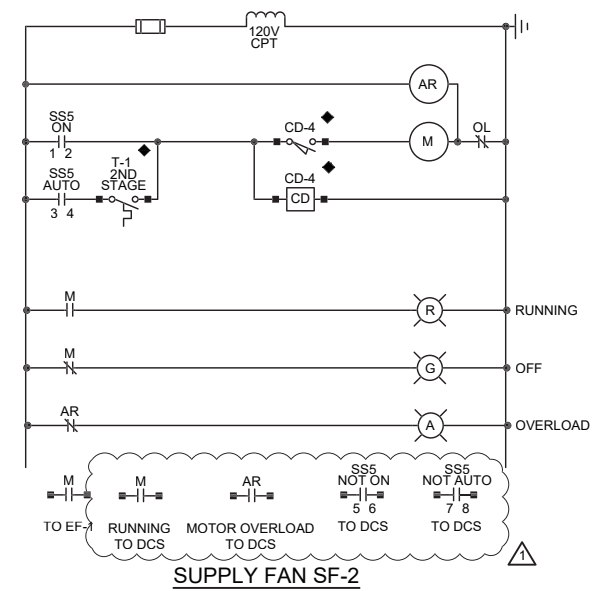 120V
CPT
AR
SS5
ON
1 2
CD-4
M
OL
T-1
2ND
STAGE
SS5
AUTO
3 4
CD-4
CD
M
R
RUNNING
M
G
OFF
AR
A
OVERLOAD
M
TO EF-1
M
RUNNING
TO DCS
AR
MOTOR OVERLOAD
TO DCS
SS5
NOT ON
5 6
TO DCS
SS5
NOT AUTO
7 8
TO DCS
1
SUPPLY FAN SF-2